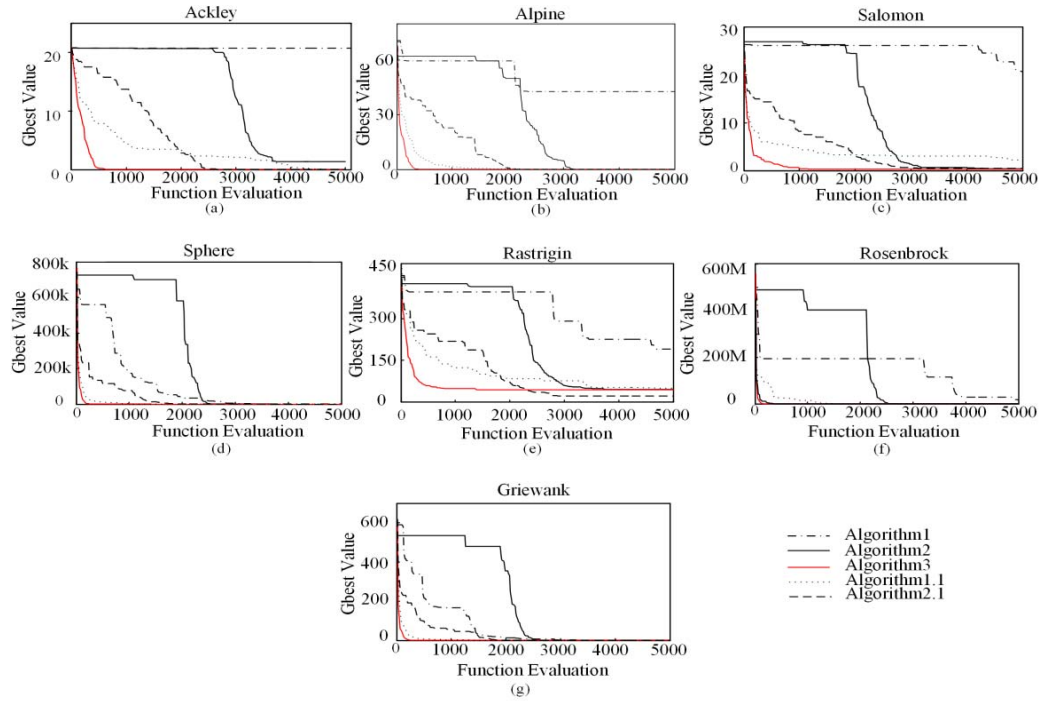 Ackley
Gbest Value
20
10
0
0 1000 2000 3000 4000 5000
Function Evaluation
(a)
Alpine
Gbest Value
60
30
0
0 1000 2000 3000 4000 5000
Function Evaluation
(b)
Salomon
Gbest Value
30
20
10
0
0 1000 2000 3000 4000 5000
Function Evaluation
(c)
Sphere
Gbest Value
800k
600k
400k
200k
0
0 1000 2000 3000 4000 5000
Function Evaluation
(d)
Rastrigin
Gbest Value
450
300
150
0
0 1000 2000 3000 4000 5000
Function Evaluation
(e)
Rosenbrock
Gbest Value
600M
400M
200M
0
0 1000 2000 3000 4000 5000
Function Evaluation
(f)
Griewank
Gbest Value
600
400
200
0
0 1000 2000 3000 4000 5000
Function Evaluation
(g)
Algorithm1
Algorithm2
Algorithm3
Algorithm1.1
Algorithm2.1